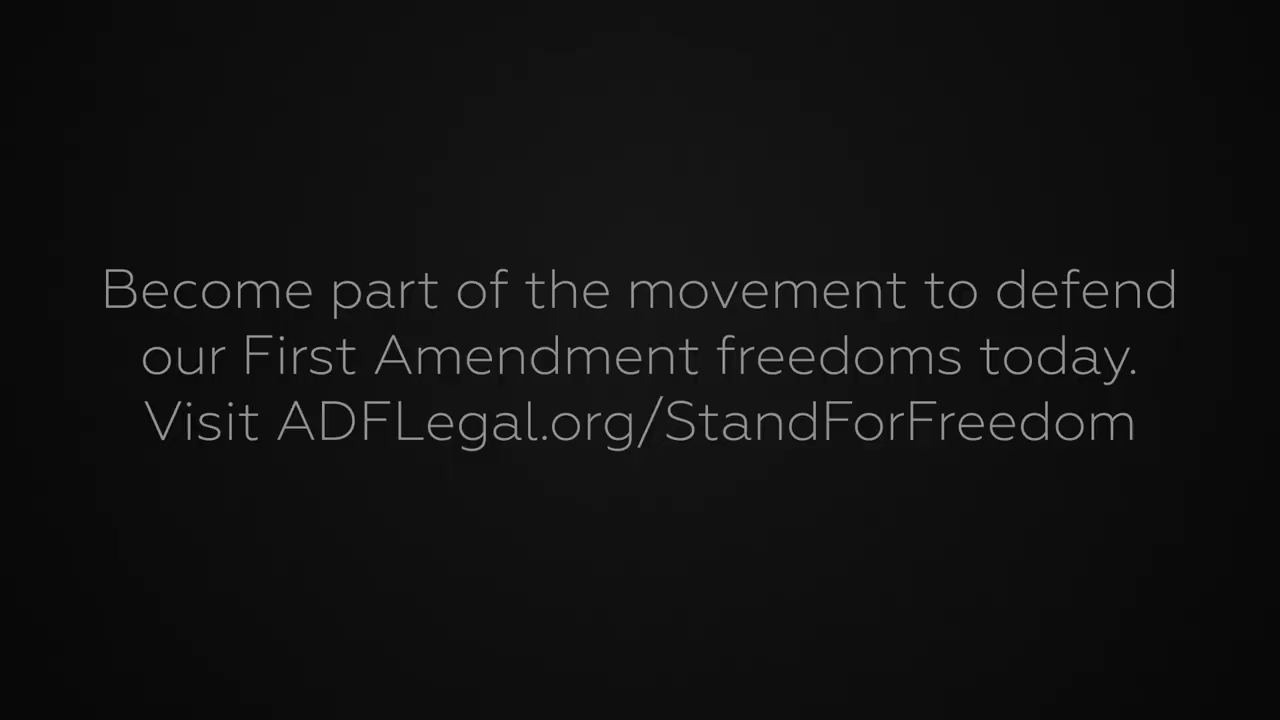 Become part of the movement to defend
our First Amendment freedoms today.
Visit ADFLegal.org/StandForFreedom